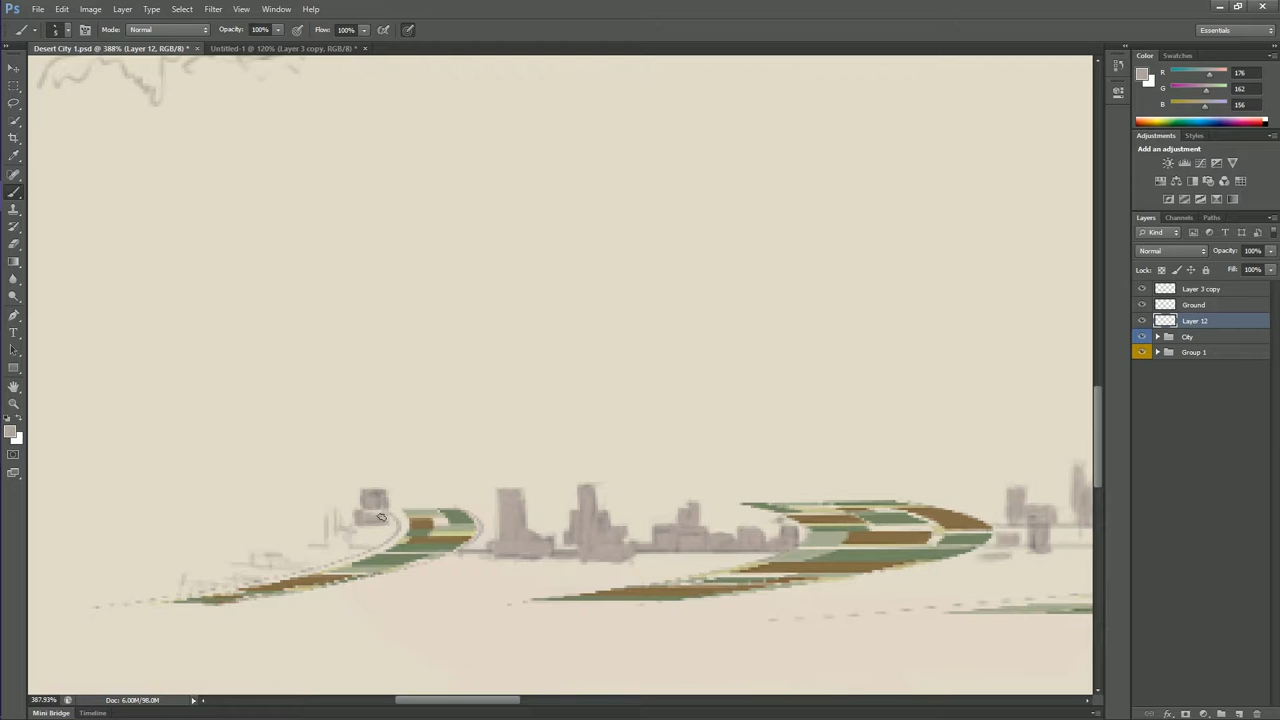 Ps File Edit Image Layer Type Select Filter View Window Help
5 Mode: Normal Opacity: 100% Flow: 100% Essentials
Desert City 1.psd @ 388% (Layer 12, RGB/8) * × Untitled-1 @ 120% (Layer 3 copy, RGB/8) * ×
Color Swatches
R 176
G 162
B 156
Adjustments Styles
Add an adjustment
Layers Channels Paths
Kind
Normal Opacity: 100%
Lock: Fill: 100%
Layer 3 copy
Ground
Layer 12
City
Group 1
387.93% Doc: 6.00M/98.0M
Mini Bridge Timeline